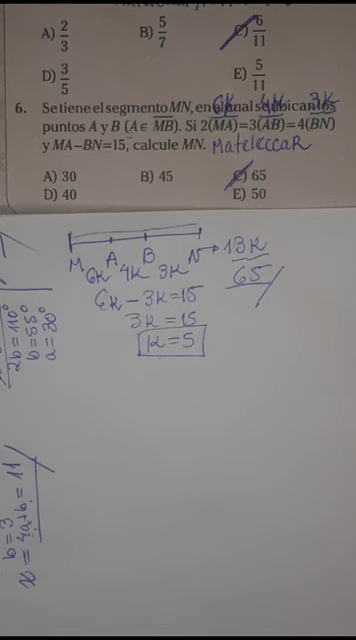 A) 2/3
B) 5/7
C) 6/11
D) 3/5
E) 5/11
6K 4K 3K
6. Se tiene el segmento MN, en el cual se ubican los
puntos A y B (A ∈ MB). Si 2(MA)=3(AB)=4(BN)
y MA–BN=15, calcule MN. MateleccaR
A) 30
B) 45
C) 65
D) 40
E) 50
M A B N → 13K
6K 4K 3K
65
6K – 3K = 15
3K = 15
K = 5
2b = 110°
b = 55°
a = 30°
b = 3
x = 4a+b = 11